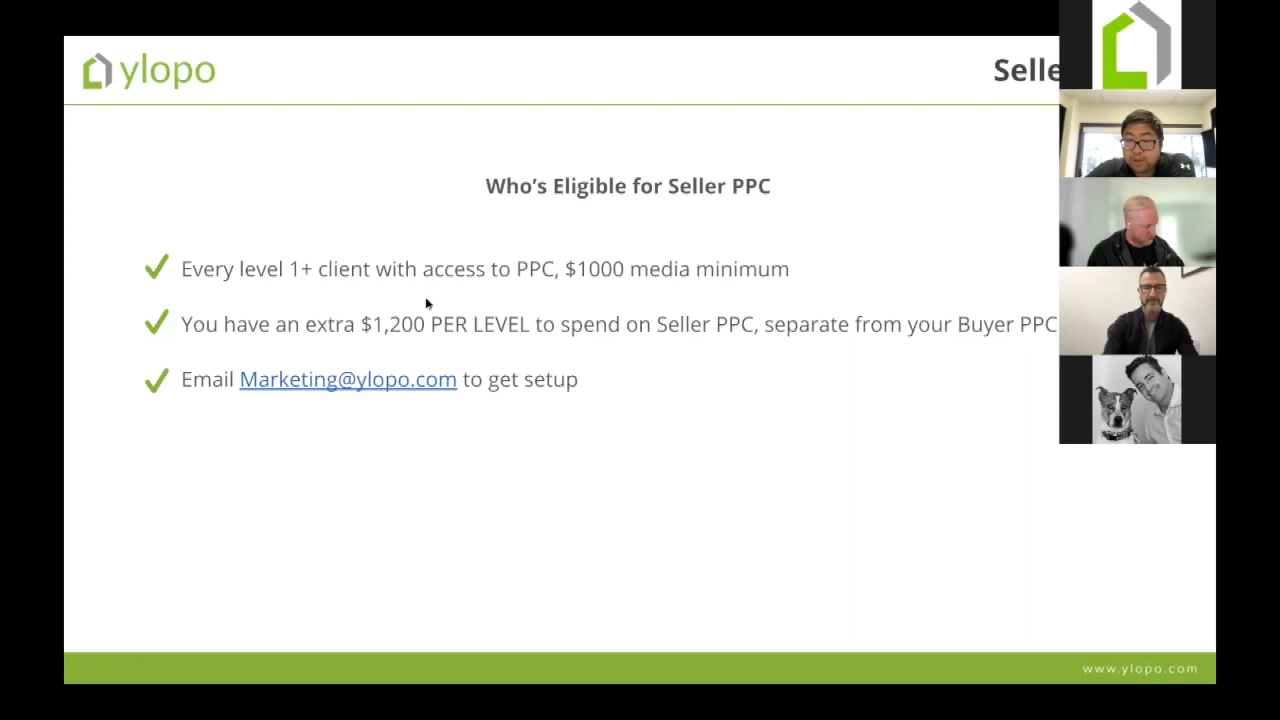 ylopo
Selle
Who's Eligible for Seller PPC
Every level 1+ client with access to PPC, $1000 media minimum
You have an extra $1,200 PER LEVEL to spend on Seller PPC, separate from your Buyer PPC
Email Marketing@ylopo.com to get setup
www.ylopo.com